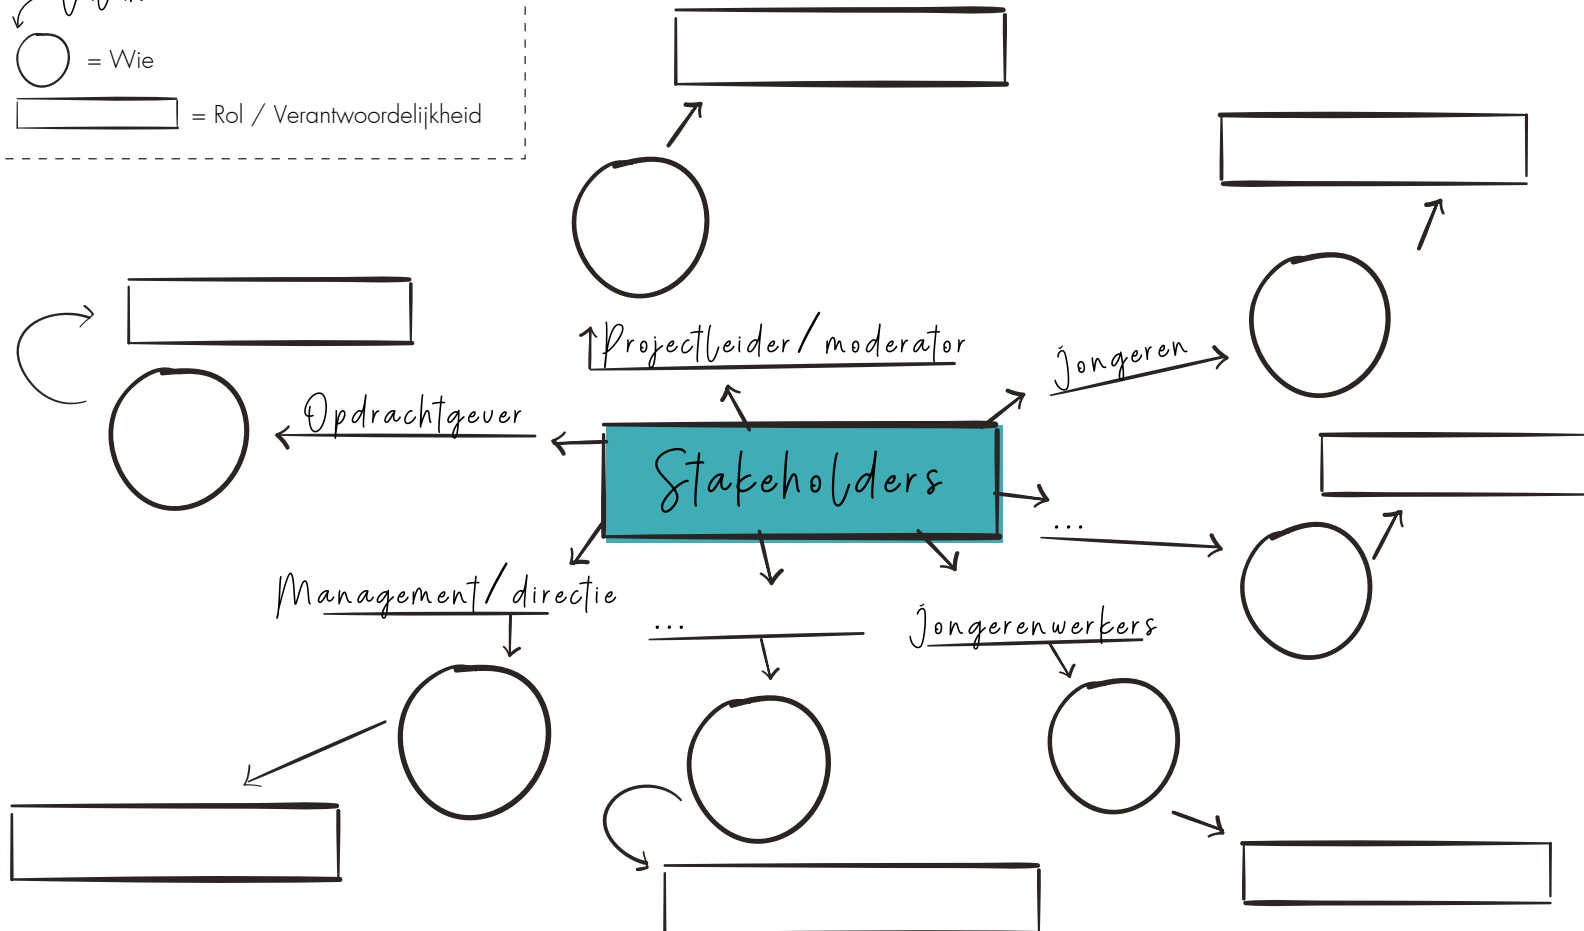 = Wie
= Rol / Verantwoordelijkheid
Projectleider/moderator
Jongeren
Opdrachtgever
Stakeholders
...
Management/directie
...
Jongerenwerkers